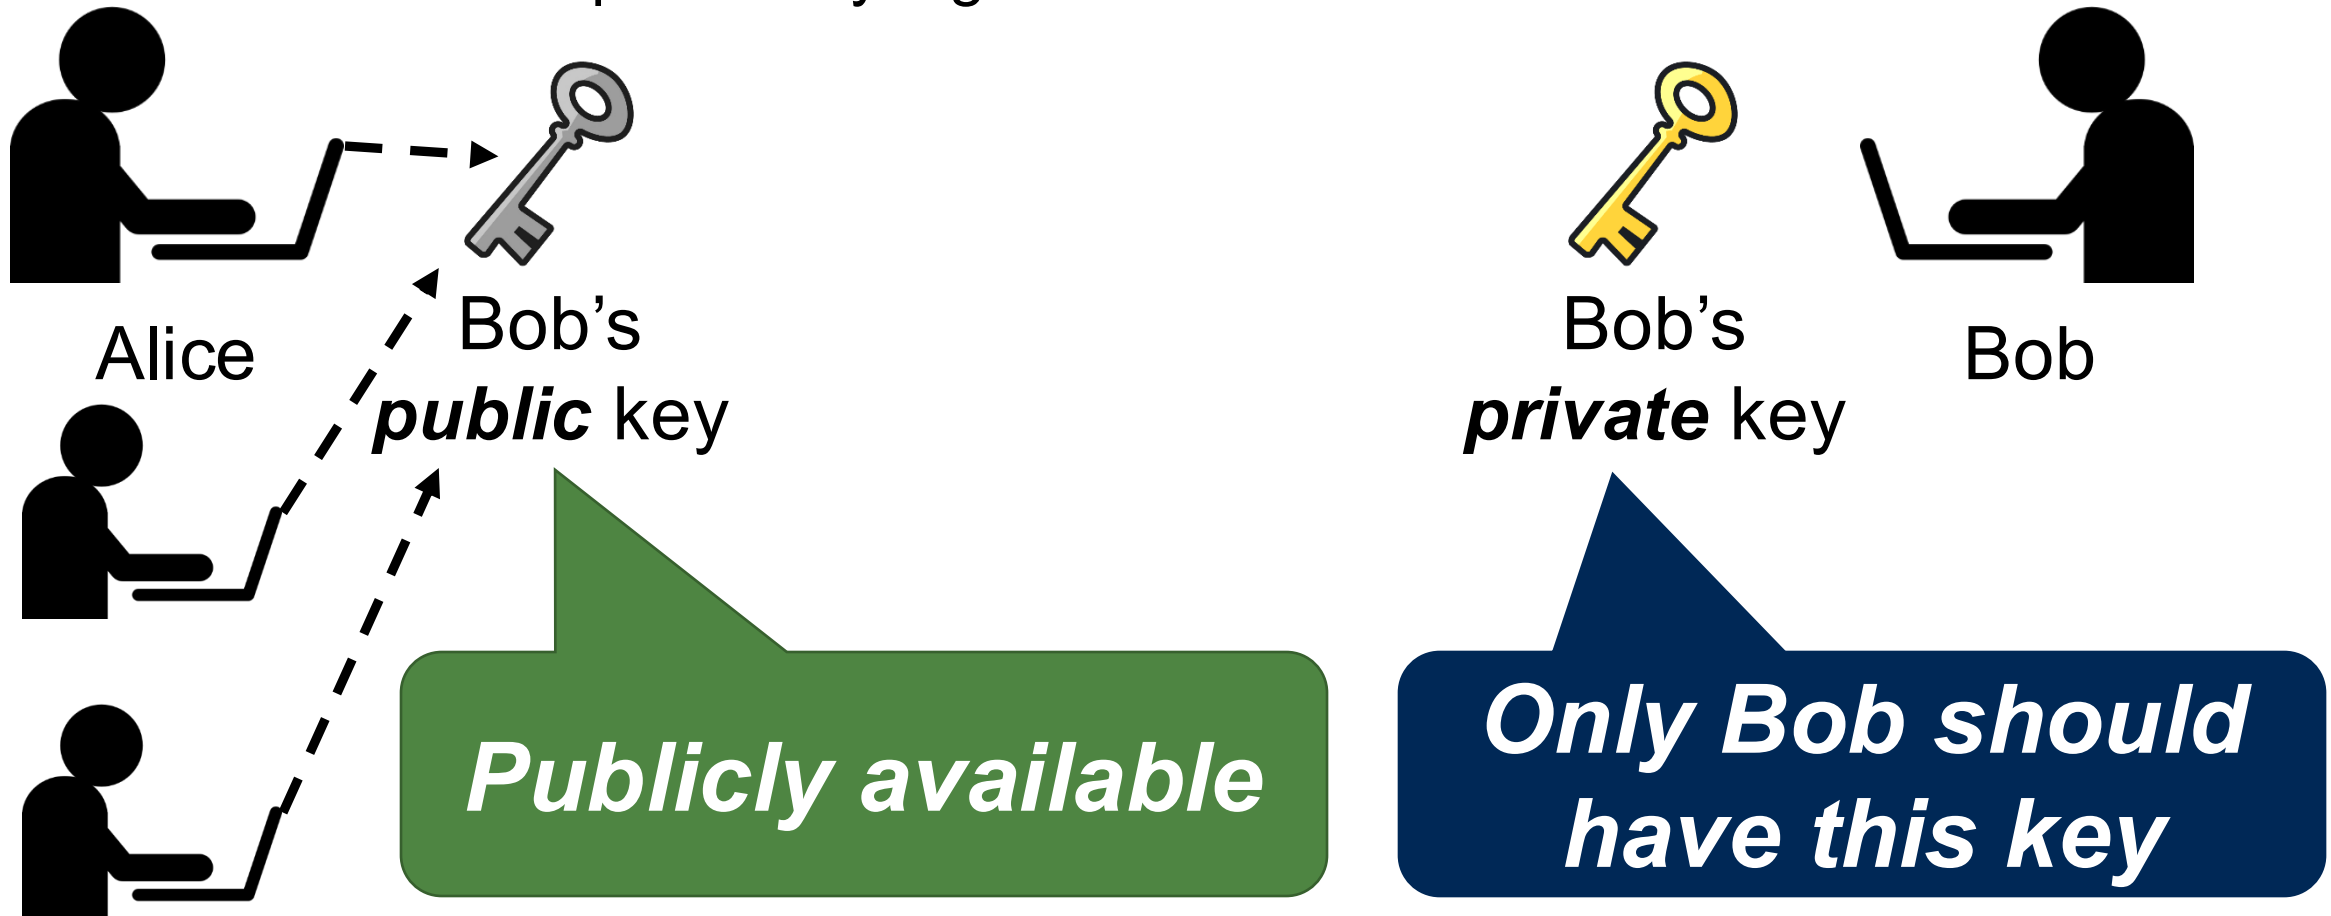 Alice
Bob's
public key
Bob's
private key
Bob
Publicly available
Only Bob should
have this key